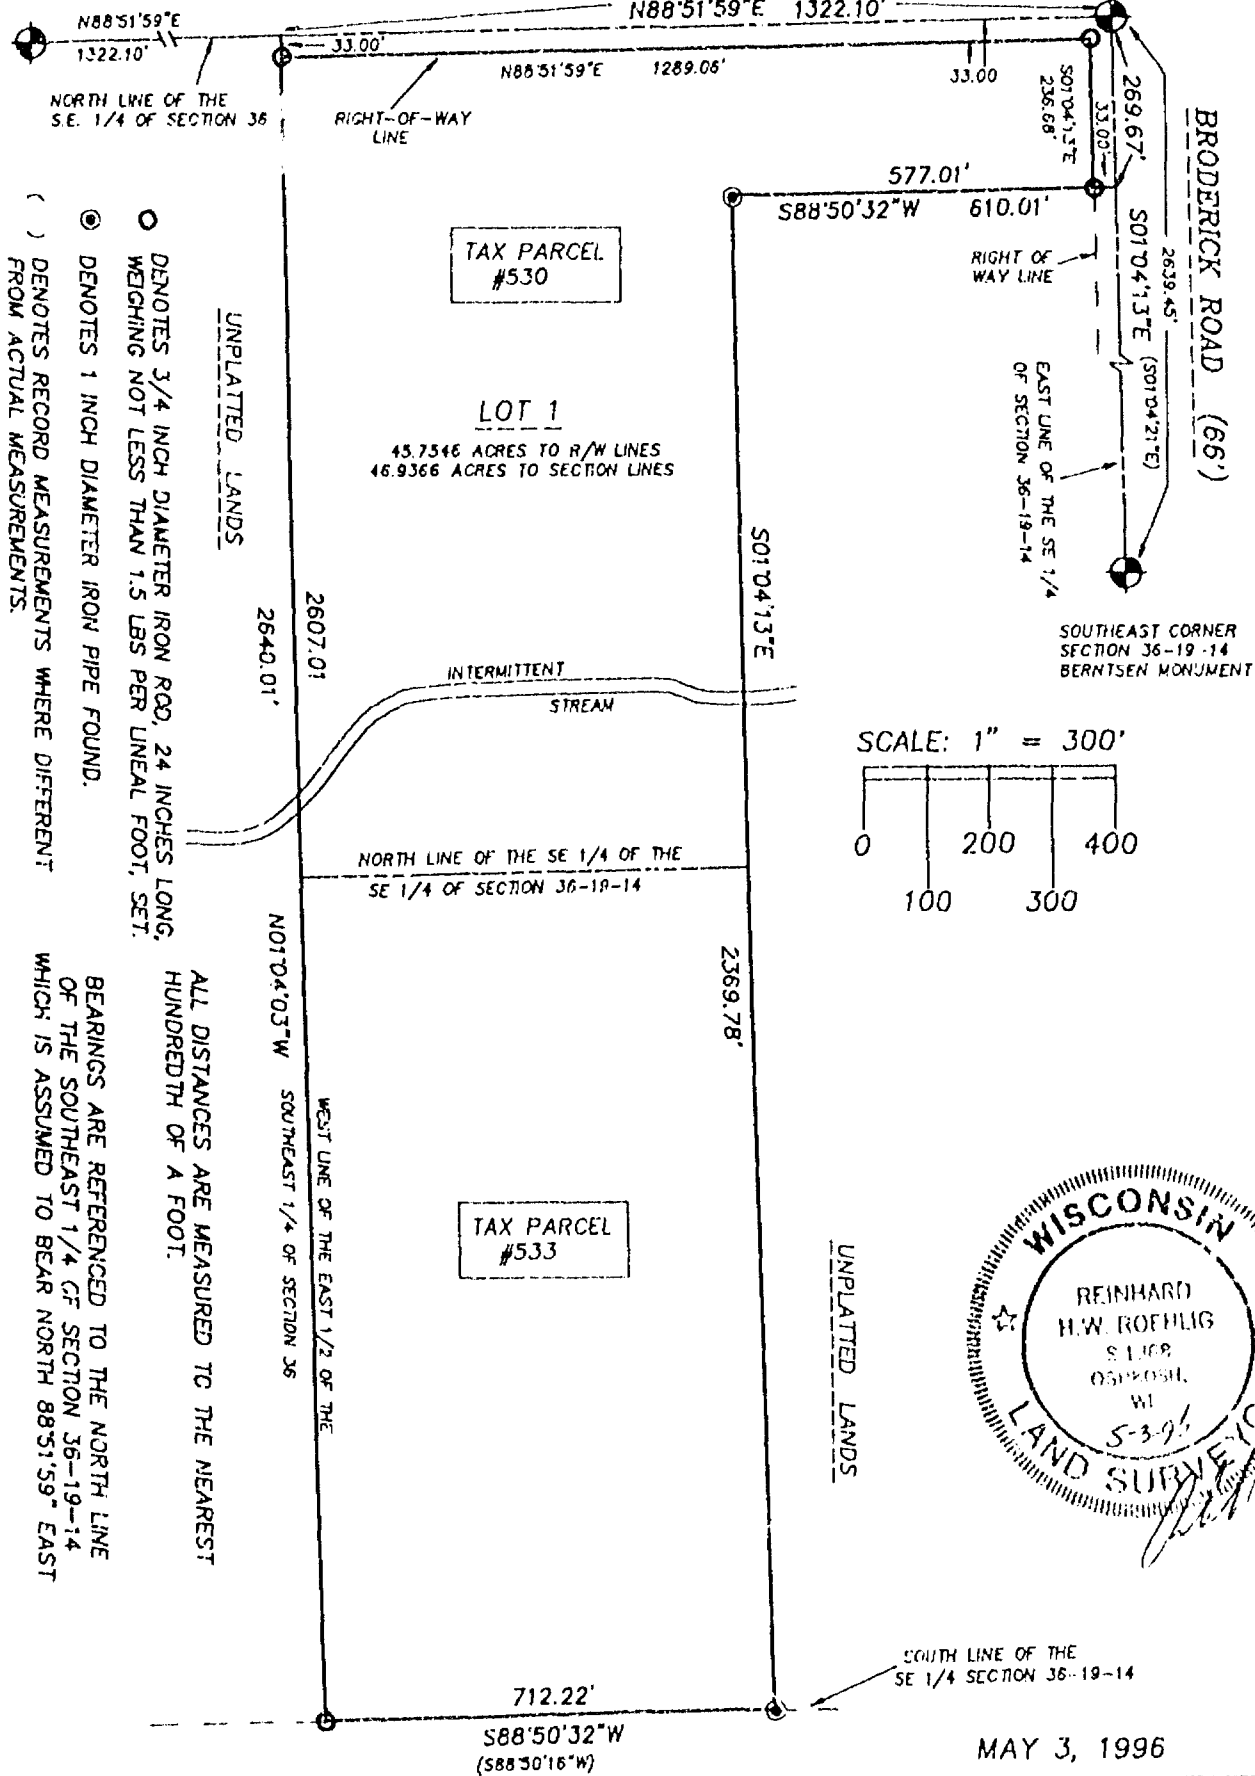 N88°51'59"E
1322.10'
NORTH LINE OF THE
S.E. 1/4 OF SECTION 36
N88°51'59"E 1322.10'
33.00'
N88°51'59"E 1289.06'
33.00
RIGHT-OF-WAY
LINE
S01°04'13"E
236.68'
33.00'
269.67'
BRODERICK ROAD (66')
2639.45'
S01°04'13"E (S01°04'21"E)
577.01'
S88°50'32"W 610.01'
RIGHT OF
WAY LINE
EAST LINE OF THE SE 1/4
OF SECTION 36-19-14
SOUTHEAST CORNER
SECTION 36-19-14
BERNTSEN MONUMENT
TAX PARCEL
#530
LOT 1
45.7546 ACRES TO R/W LINES
46.9366 ACRES TO SECTION LINES
UNPLATTED LANDS
O DENOTES 3/4 INCH DIAMETER IRON ROD, 24 INCHES LONG,
WEIGHING NOT LESS THAN 1.5 LBS PER LINEAL FOOT, SET.
DENOTES 1 INCH DIAMETER IRON PIPE FOUND.
( ) DENOTES RECORD MEASUREMENTS WHERE DIFFERENT
FROM ACTUAL MEASUREMENTS.
2607.01
2640.01'
S01°04'13"E
INTERMITTENT
STREAM
SCALE: 1" = 300'
0 200 400
100 300
NORTH LINE OF THE SE 1/4 OF THE
SE 1/4 OF SECTION 36-19-14
N01°04'03"W
2369.78'
WEST LINE OF THE EAST 1/2 OF THE
SOUTHEAST 1/4 OF SECTION 36
ALL DISTANCES ARE MEASURED TO THE NEAREST
HUNDREDTH OF A FOOT.
BEARINGS ARE REFERENCED TO THE NORTH LINE
OF THE SOUTHEAST 1/4 OF SECTION 36-19-14
WHICH IS ASSUMED TO BEAR NORTH 88°51'59" EAST
TAX PARCEL
#533
UNPLATTED LANDS
WISCONSIN
REINHARD
H.W. ROEHLIG
OSHKOSH,
WI
LAND SURVEYO
SOUTH LINE OF THE
SE 1/4 SECTION 36-19-14
712.22'
S88°50'32"W
(S88°50'16"W)
MAY 3, 1996